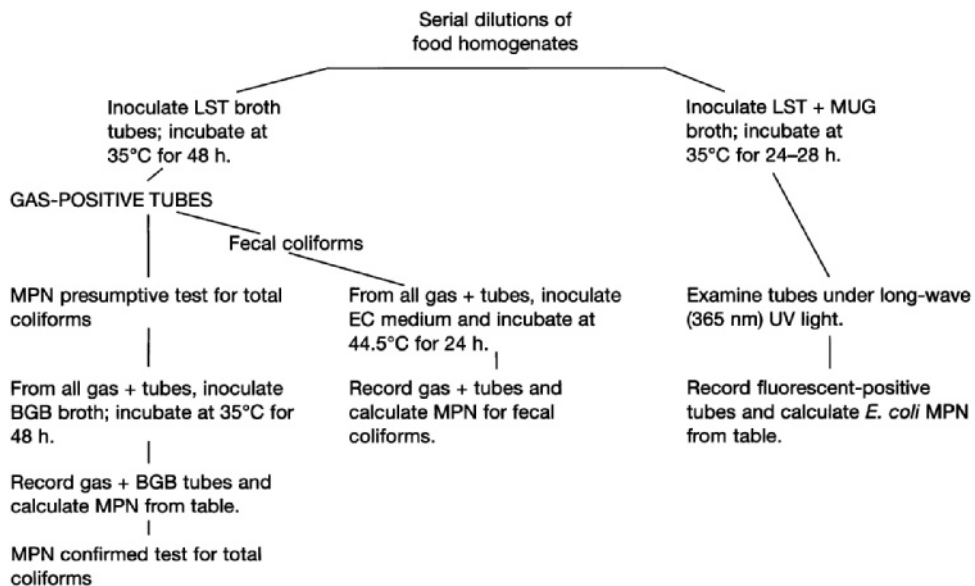 Serial dilutions of
food homogenates
Inoculate LST broth
tubes; incubate at
35°C for 48 h.
GAS-POSITIVE TUBES
Fecal coliforms
MPN presumptive test for total
coliforms
From all gas + tubes, inoculate
BGB broth; incubate at 35°C for
48 h.
Record gas + BGB tubes and
calculate MPN from table.
MPN confirmed test for total
coliforms
From all gas + tubes, inoculate
EC medium and incubate at
44.5°C for 24 h.
Record gas + tubes and
calculate MPN for fecal
coliforms.
Inoculate LST + MUG
broth; incubate at
35°C for 24–28 h.
Examine tubes under long-wave
(365 nm) UV light.
Record fluorescent-positive
tubes and calculate E. coli MPN
from table.